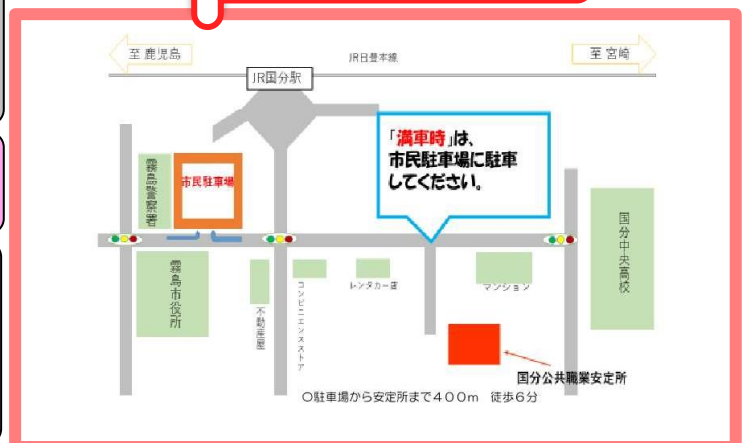 至 鹿児島
JR日豊本線
至 宮崎
JR国分駅
「満車時」は、
市民駐車場に駐車
してください。
霧島警察署
市民駐車場
国分中央高校
霧島市役所
不動産屋
コンビニエンスストア
レンタカー店
マンション
国分公共職業安定所
○駐車場から安定所まで400m 徒歩6分